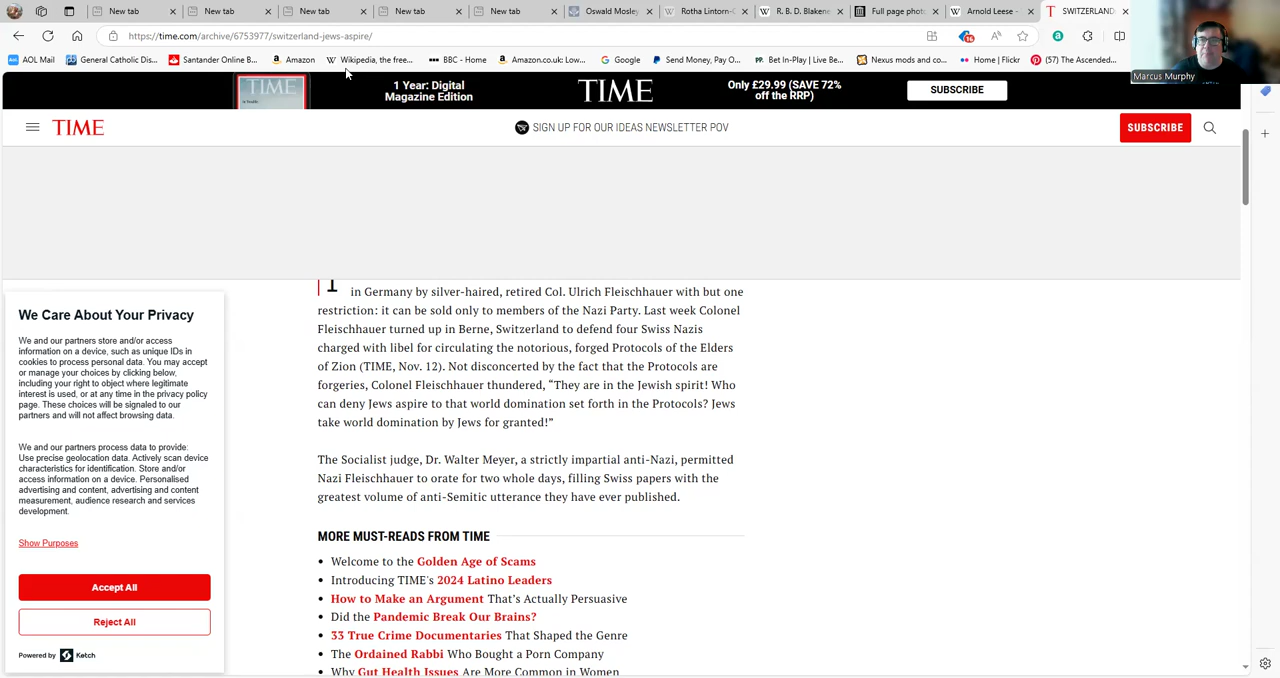 New tab
New tab
New tab
New tab
New tab
Oswald Mosley
Rotha Lintorn-
R. B. D. Blakene
Full page phot
Arnold Leese -
SWITZERLAND
https://time.com/archive/6753977/switzerland-jews-aspire/
16
AOL Mail
General Catholic Dis...
Santander Online B...
Amazon
Wikipedia, the free...
BBC - Home
Amazon.co.uk: Low...
Google
Send Money, Pay O...
Bet In-Play | Live Be...
Nexus mods and co...
Home | Flickr
(57) The Ascended...
Marcus Murphy
TIME
1 Year: Digital
Magazine Edition
TIME
Only £29.99 (SAVE 72%
off the RRP)
SUBSCRIBE
TIME
SIGN UP FOR OUR IDEAS NEWSLETTER POV
SUBSCRIBE
in Germany by silver-haired, retired Col. Ulrich Fleischhauer with but one
restriction: it can be sold only to members of the Nazi Party. Last week Colonel
Fleischhauer turned up in Berne, Switzerland to defend four Swiss Nazis
charged with libel for circulating the notorious, forged Protocols of the Elders
of Zion (TIME, Nov. 12). Not disconcerted by the fact that the Protocols are
forgeries, Colonel Fleischhauer thundered, “They are in the Jewish spirit! Who
can deny Jews aspire to that world domination set forth in the Protocols? Jews
take world domination by Jews for granted!”
The Socialist judge, Dr. Walter Meyer, a strictly impartial anti-Nazi, permitted
Nazi Fleischhauer to orate for two whole days, filling Swiss papers with the
greatest volume of anti-Semitic utterance they have ever published.
MORE MUST-READS FROM TIME
Welcome to the Golden Age of Scams
Introducing TIME's 2024 Latino Leaders
How to Make an Argument That’s Actually Persuasive
Did the Pandemic Break Our Brains?
33 True Crime Documentaries That Shaped the Genre
The Ordained Rabbi Who Bought a Porn Company
Why Gut Health Issues Are More Common in Women
We Care About Your Privacy
We and our partners store and/or access
information on a device, such as unique IDs in
cookies to process personal data. You may accept
or manage your choices by clicking below,
including your right to object where legitimate
interest is used, or at any time in the privacy policy
page. These choices will be signaled to our
partners and will not affect browsing data.
We and our partners process data to provide:
Use precise geolocation data. Actively scan device
characteristics for identification. Store and/or
access information on a device. Personalised
advertising and content, advertising and content
measurement, audience research and services
development.
Show Purposes
Accept All
Reject All
Powered by Ketch